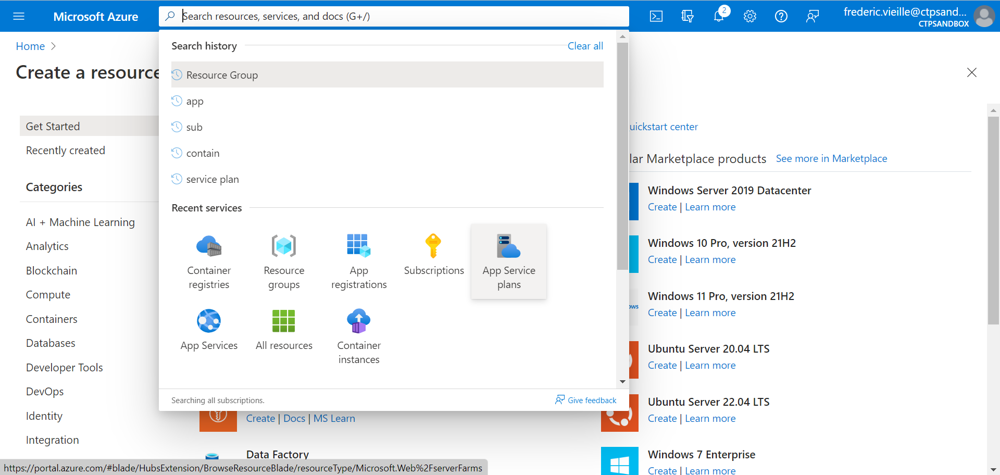 Microsoft Azure
Search resources, services, and docs (G+/)
2
frederic.vieille@ctpsand...
CTPSANDBOX
Home
Create a resource
Get Started
Recently created
Categories
AI + Machine Learning
Analytics
Blockchain
Compute
Containers
Databases
Developer Tools
DevOps
Identity
Integration
Search history
Clear all
Resource Group
app
sub
contain
service plan
Recent services
Container
registries
Resource
groups
App
registrations
Subscriptions
App Service
plans
App Services
All resources
Container
instances
Searching all subscriptions.
Give feedback
Create | Docs | MS Learn
Data Factory
uickstart center
lar Marketplace products
See more in Marketplace
Windows Server 2019 Datacenter
Create | Learn more
Windows 10 Pro, version 21H2
Create | Learn more
ows
Windows 11 Pro, version 21H2
Create | Learn more
Ubuntu Server 20.04 LTS
Create | Learn more
Ubuntu Server 22.04 LTS
Create | Learn more
Windows 7 Enterprise
Create | Learn more
https://portal.azure.com/#blade/HubsExtension/BrowseResourceBlade/resourceType/Microsoft.Web%2FserverFarms